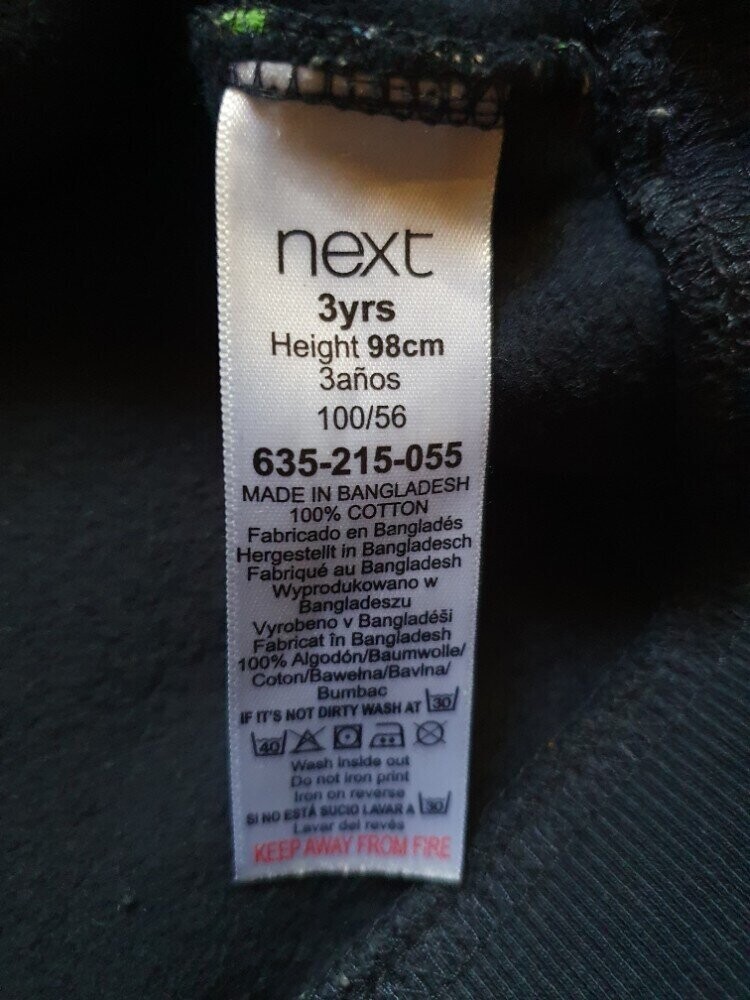 next
3yrs
Height 98cm
3años
100/56
635-215-055
MADE IN BANGLADESH
100% COTTON
Fabricado en Bangladés
Hergestellt in Bangladesch
Fabriqué au Bangladesh
Wyprodukowano w
Bangladeszu
Vyrobeno v Bangladéši
Fabricat în Bangladesh
100% Algodón/Baumwolle/
Coton/Bawełna/Bavlna/
Bumbac
IF IT'S NOT DIRTY WASH AT 30
40
Wash inside out
Do not iron print
Iron on reverse
SI NO ESTÁ SUCIO LAVAR A 30
Lavar del revés
KEEP AWAY FROM FIRE